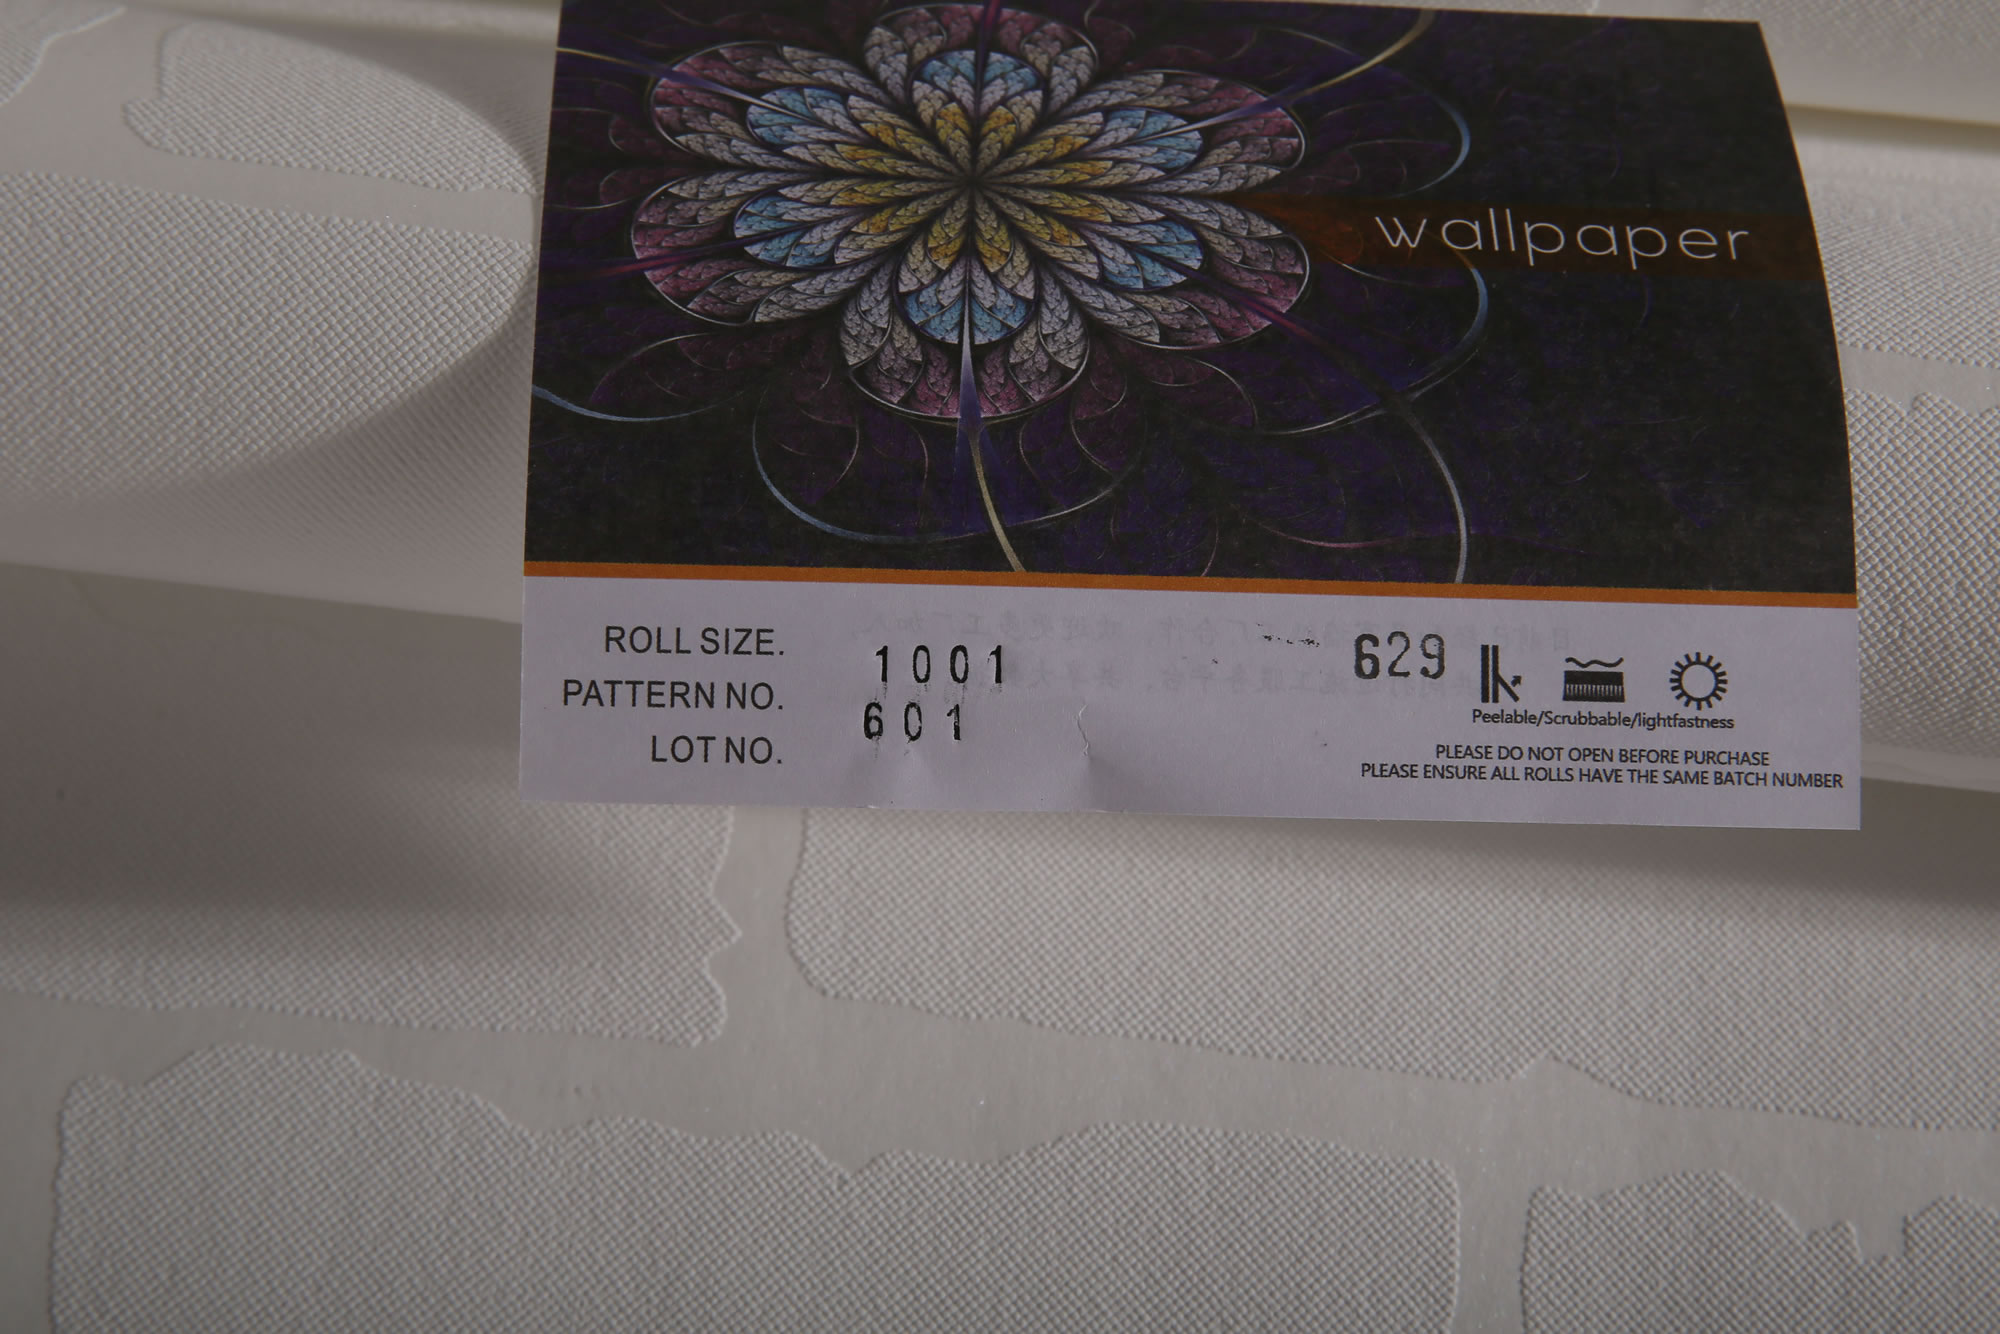 wallpaper
ROLL SIZE.
1001
629
PATTERN NO.
601
LOT NO.
Peelable/Scrubbable/lightfastness
PLEASE DO NOT OPEN BEFORE PURCHASE
PLEASE ENSURE ALL ROLLS HAVE THE SAME BATCH NUMBER